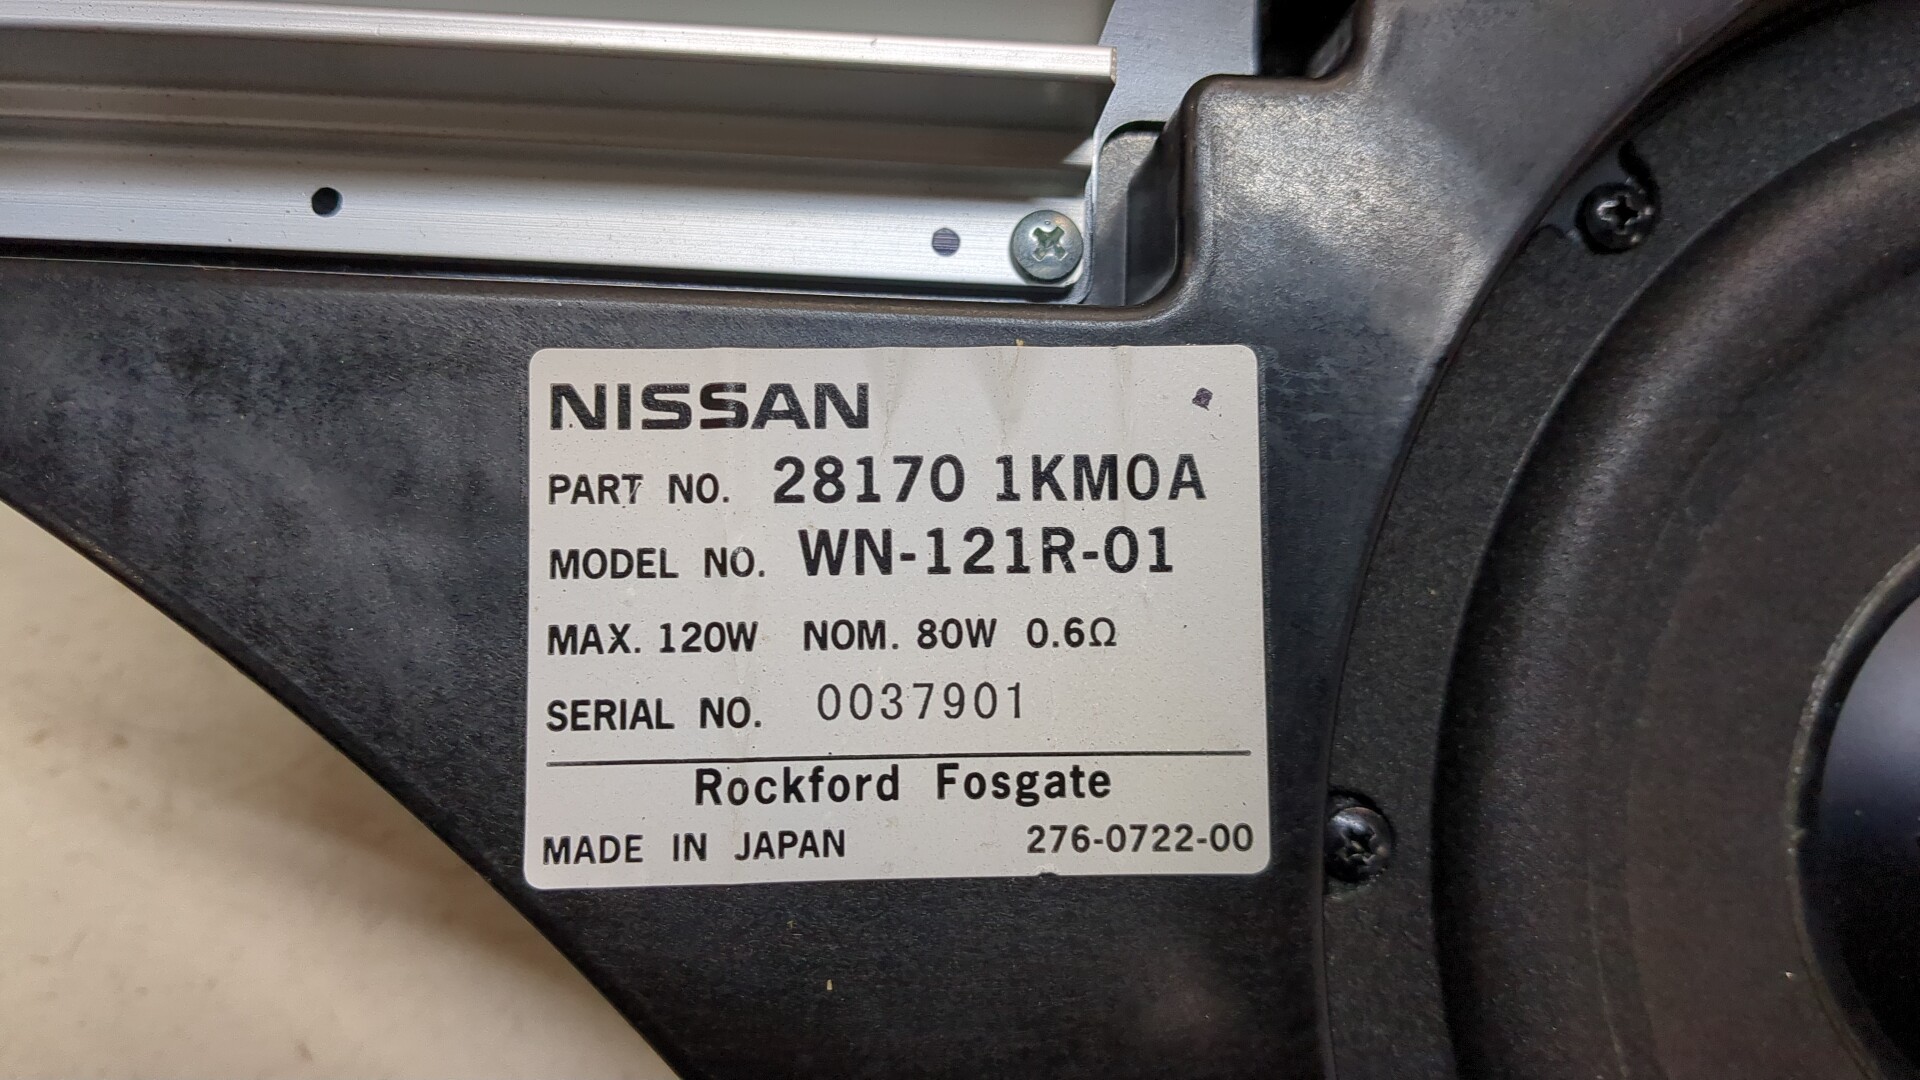 NISSAN
PART NO. 28170 1KM0A
MODEL NO. WN-121R-01
MAX. 120W NOM. 80W 0.6Ω
SERIAL NO. 0037901
Rockford Fosgate
MADE IN JAPAN 276-0722-00